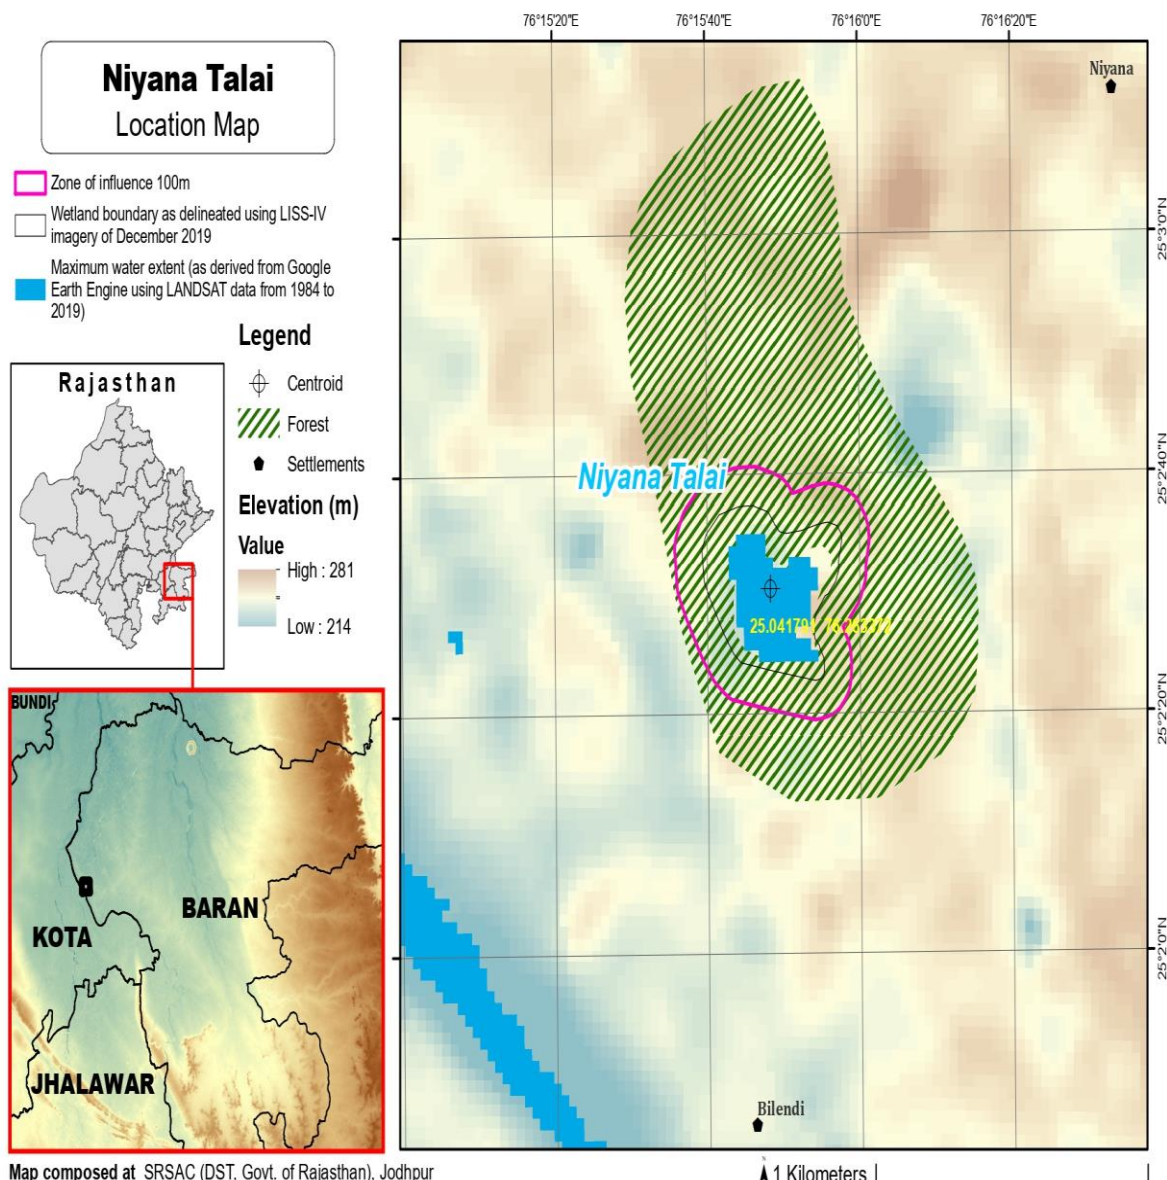 Niyana Talai
Location Map
Zone of influence 100m
Wetland boundary as delineated using LISS-IV
imagery of December 2019
Maximum water extent (as derived from Google
Earth Engine using LANDSAT data from 1984 to
2019)
Legend
Centroid
Forest
Settlements
Elevation (m)
Value
High : 281
Low : 214
Rajasthan
BUNDI
KOTA
BARAN
JHALAWAR
76°15'20"E
76°15'40"E
76°16'0"E
76°16'20"E
Niyana
25°3'0"N
25°2'40"N
Niyana Talai
25.041794
25°2'20"N
25°2'0"N
Bilendi
Map composed at SRSAC (DST, Govt. of Rajasthan), Jodhpur
1 Kilometers